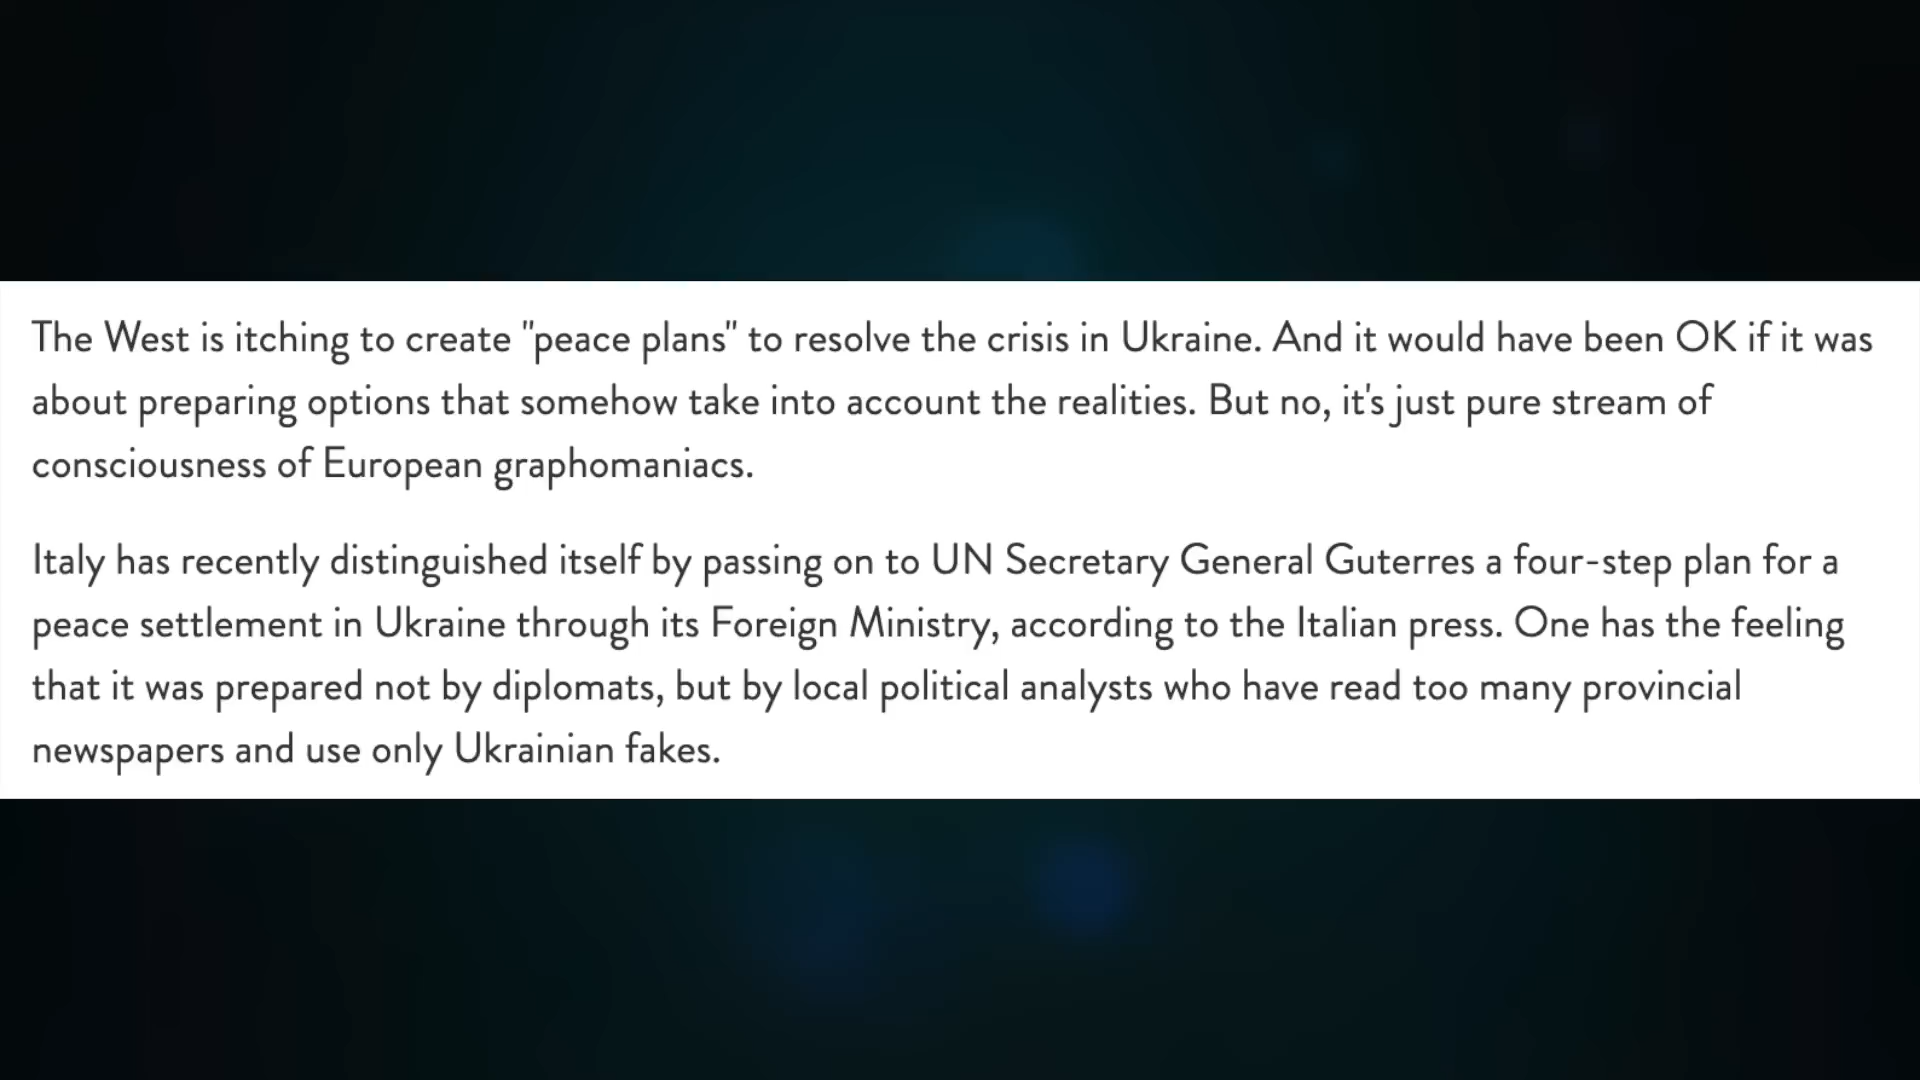 The West is itching to create "peace plans" to resolve the crisis in Ukraine. And it would have been OK if it was
about preparing options that somehow take into account the realities. But no, it's just pure stream of
consciousness of European graphomaniacs.
Italy has recently distinguished itself by passing on to UN Secretary General Guterres a four-step plan for a
peace settlement in Ukraine through its Foreign Ministry, according to the Italian press. One has the feeling
that it was prepared not by diplomats, but by local political analysts who have read too many provincial
newspapers and use only Ukrainian fakes.